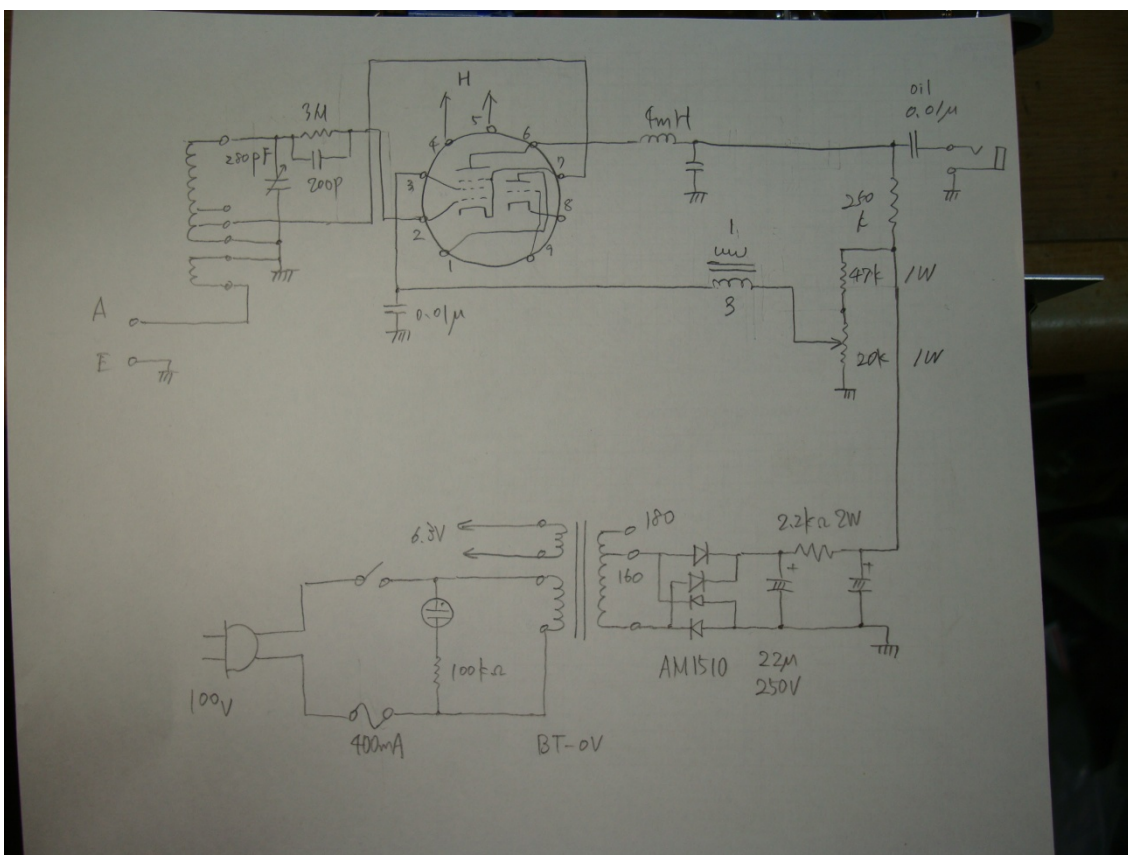 H
3M
280pF
200P
4
5
6
3
7
2
8
1
9
4mH
oil
0.01μ
250
k
1
3
47k 1W
20k 1W
0.01μ
A
E
6.3V
180
160
2.2kΩ 2W
100kΩ
AM1510
22μ
250V
100V
400mA
BT-0V
+
+